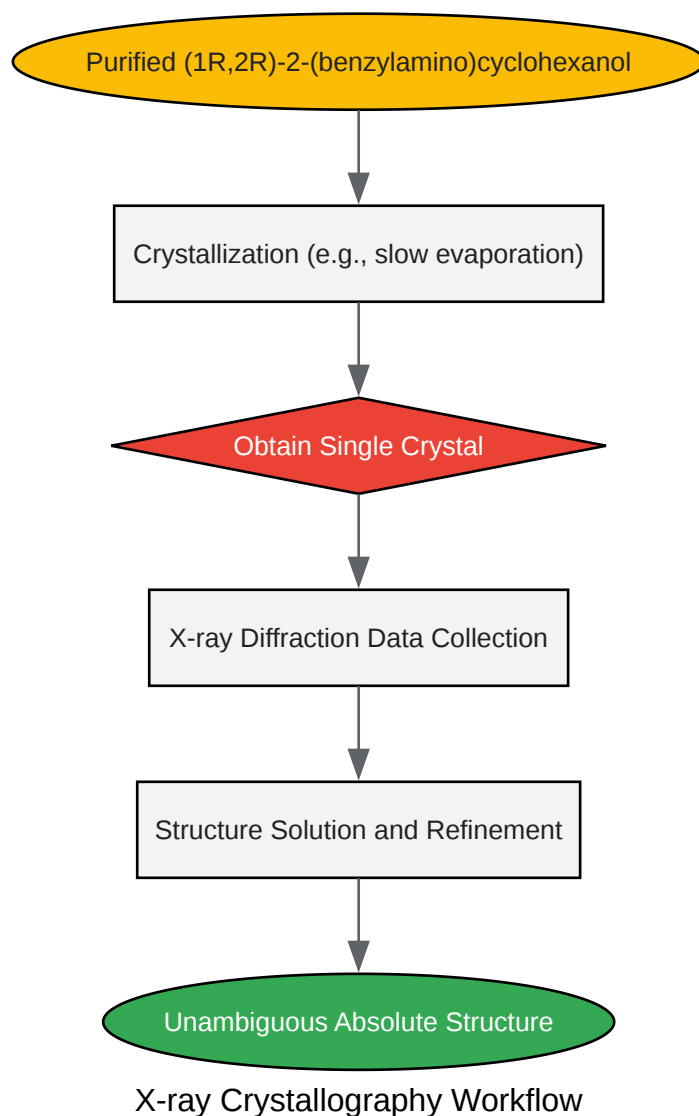 Purified (1R,2R)-2-(benzylamino)cyclohexanol
Crystallization (e.g., slow evaporation)
Obtain Single Crystal
X-ray Diffraction Data Collection
Structure Solution and Refinement
Unambiguous Absolute Structure
X-ray Crystallography Workflow